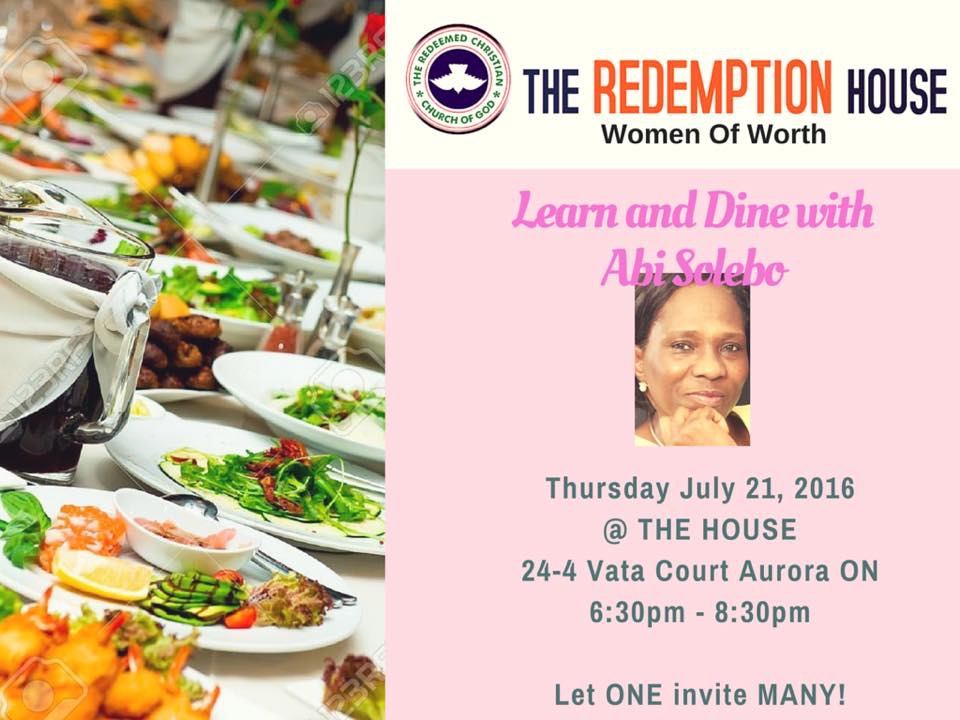 THE REDEEMED CHRISTIAN
CHURCH OF GOD
THE REDEMPTION HOUSE
Women Of Worth
Learn and Dine with
Abi Solebo
Thursday July 21, 2016
@ THE HOUSE
24-4 Vata Court Aurora ON
6:30pm - 8:30pm
Let ONE invite MANY!
123RF